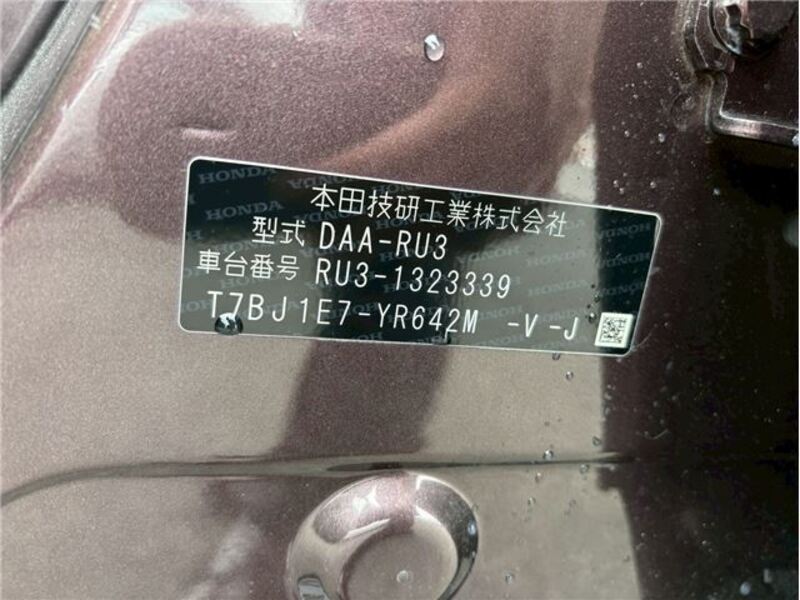 本田技研工業株式会社
型式 DAA-RU3
車台番号 RU3-1323339
T7BJ1E7-YR642M -V -J